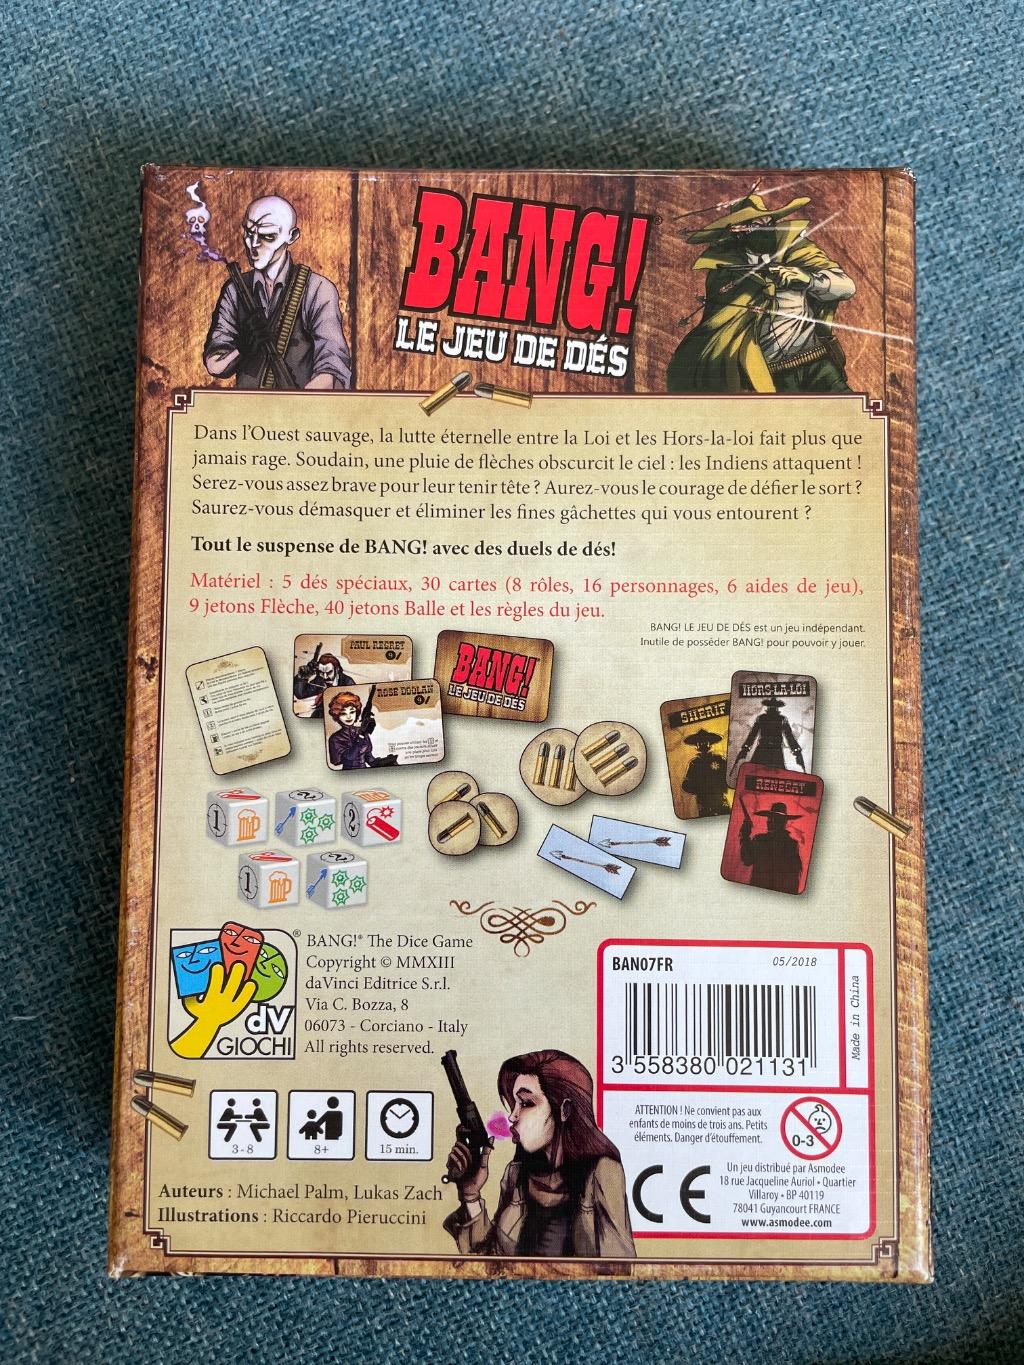 BANG!
LE JEU DE DÉS
Dans l'Ouest sauvage, la lutte éternelle entre la Loi et les Hors-la-loi fait plus que
jamais rage. Soudain, une pluie de flèches obscurcit le ciel : les Indiens attaquent !
Serez-vous assez brave pour leur tenir tête ? Aurez-vous le courage de défier le sort ?
Saurez-vous démasquer et éliminer les fines gâchettes qui vous entourent ?
Tout le suspense de BANG! avec des duels de dés!
Matériel : 5 dés spéciaux, 30 cartes (8 rôles, 16 personnages, 6 aides de jeu),
9 jetons Flèche, 40 jetons Balle et les règles du jeu.
BANG! LE JEU DE DÉS est un jeu indépendant.
Inutile de posséder BANG! pour pouvoir y jouer.
PAUL REGRET
9
ROSE DOOLAN
9
BANG!
LE JEU DE DÉS
SHERIF
HORS-LA-LOI
RENEGAT
1
2
2
1
2
dV
GIOCHI
®
BANG!® The Dice Game
Copyright © MMXIII
daVinci Editrice S.r.l.
Via C. Bozza, 8
06073 - Corciano - Italy
All rights reserved.
BAN07FR
05/2018
Made in China
3 558380 021131
ATTENTION ! Ne convient pas aux
enfants de moins de trois ans. Petits
éléments. Danger d'étouffement.
0-3
CE
Un jeu distribué par Asmodee
18 rue Jacqueline Auriol • Quartier
Villaroy • BP 40119
78041 Guyancourt FRANCE
www.asmodee.com
3-8
8+
15 min.
Auteurs : Michael Palm, Lukas Zach
Illustrations : Riccardo Pieruccini